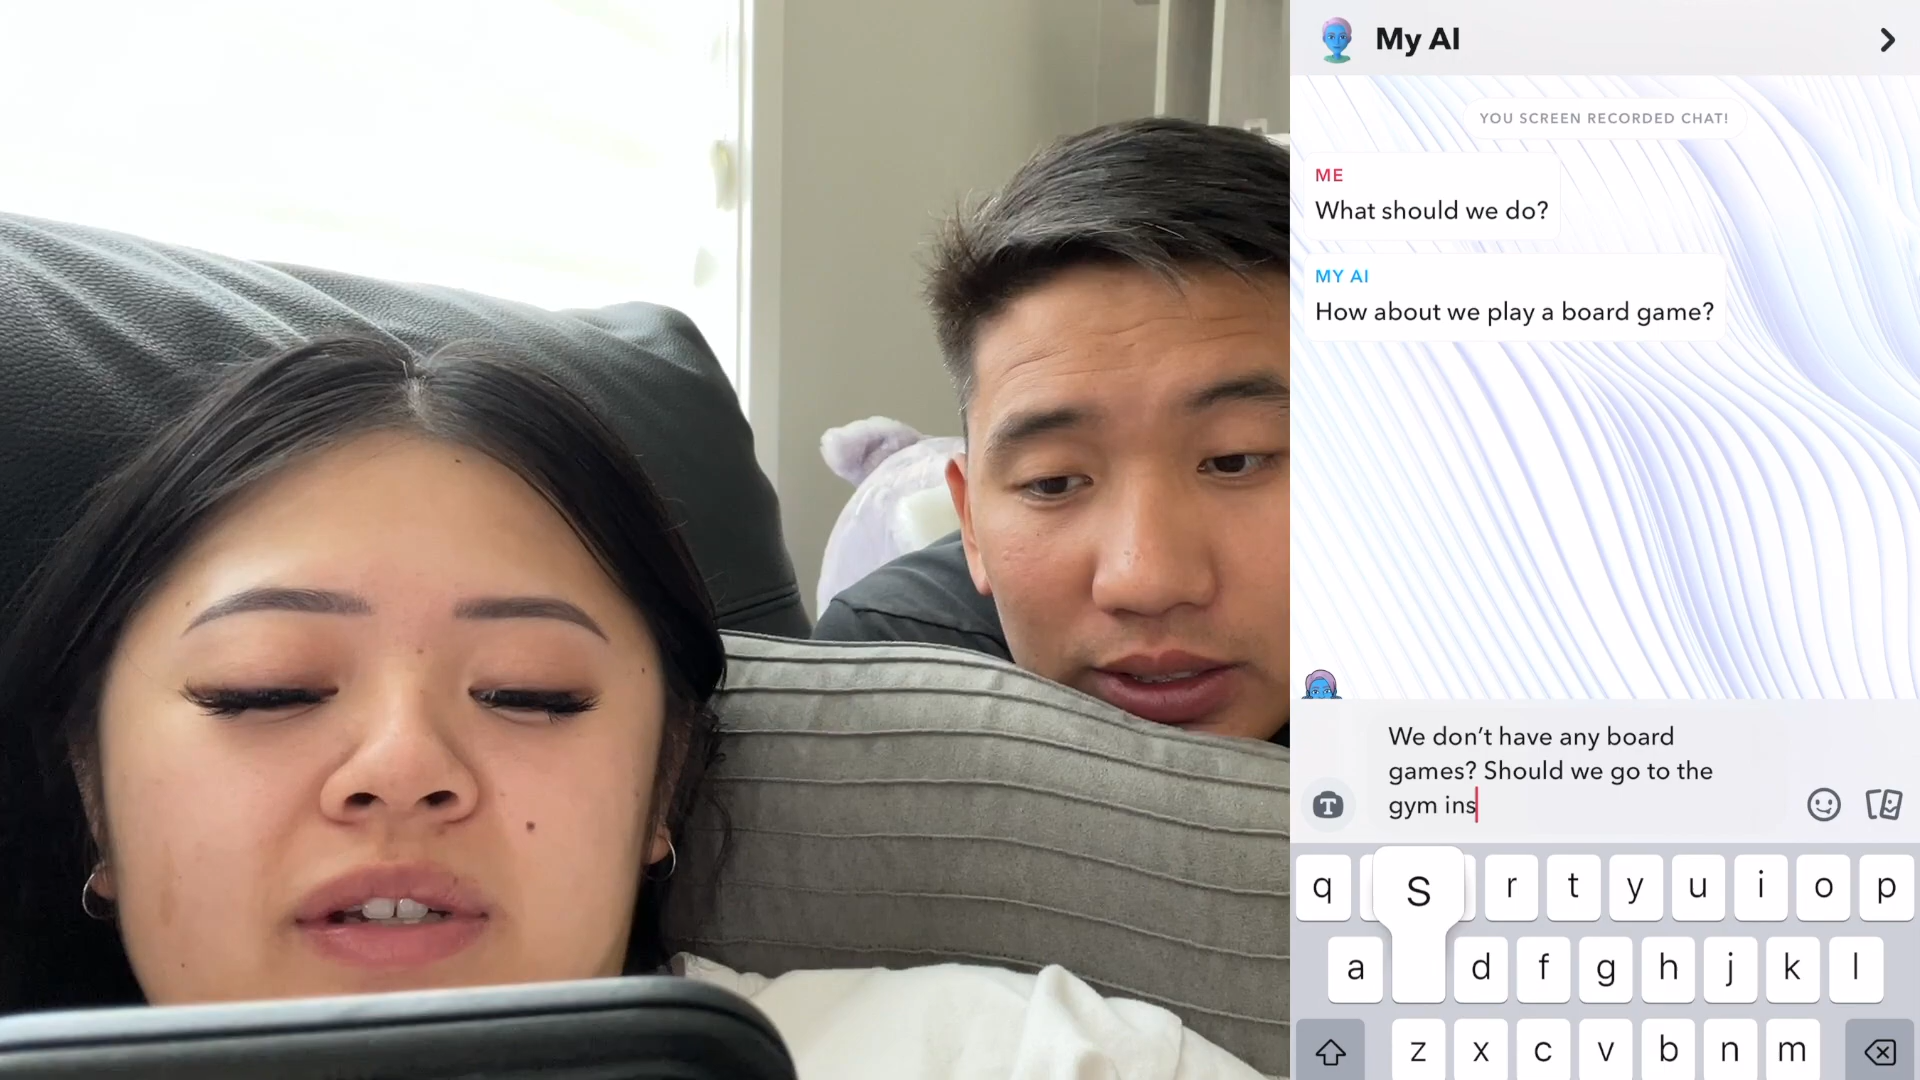 My AI
YOU SCREEN RECORDED CHAT!
ME
What should we do?
MY AI
How about we play a board game?
We don't have any board
games? Should we go to the
gym ins
T
q S r t y u i o p
a d f g h j k l
z x c v b n m